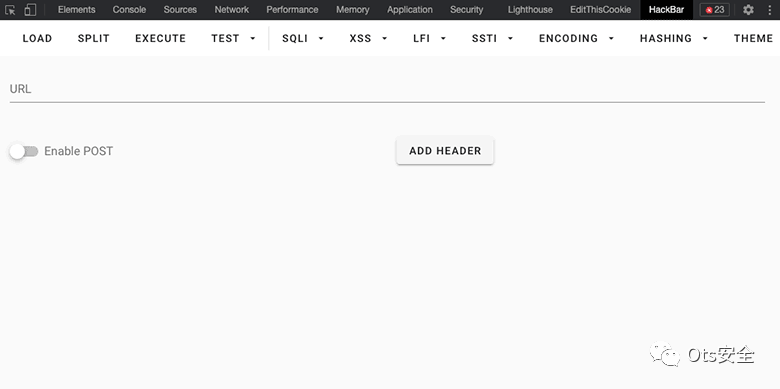 Elements Console Sources Network Performance Memory Application Security Lighthouse EditThisCookie HackBar 23
LOAD SPLIT EXECUTE TEST SQLI XSS LFI SSTI ENCODING HASHING THEME
URL
Enable POST ADD HEADER
Ots安全